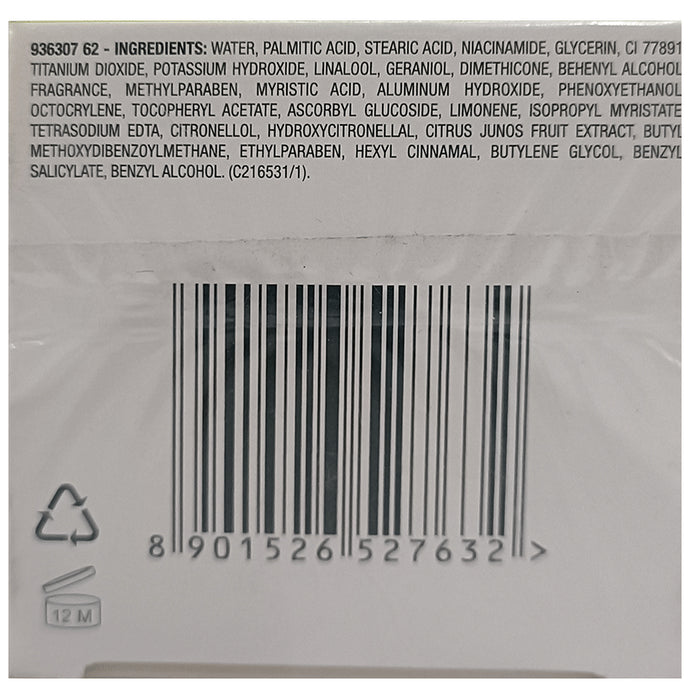 936307 62 - INGREDIENTS: WATER, PALMITIC ACID, STEARIC ACID, NIACINAMIDE, GLYCERIN, CI 77891
TITANIUM DIOXIDE, POTASSIUM HYDROXIDE, LINALOOL, GERANIOL, DIMETHICONE, BEHENYL ALCOHOL
FRAGRANCE, METHYLPARABEN, MYRISTIC ACID, ALUMINUM HYDROXIDE, PHENOXYETHANOL
OCTOCRYLENE, TOCOPHERYL ACETATE, ASCORBYL GLUCOSIDE, LIMONENE, ISOPROPYL MYRISTATE
TETRASODIUM EDTA, CITRONELLOL, HYDROXYCITRONELLAL, CITRUS JUNOS FRUIT EXTRACT, BUTYL
METHOXYDIBENZOYLMETHANE, ETHYLPARABEN, HEXYL CINNAMAL, BUTYLENE GLYCOL, BENZYL
SALICYLATE, BENZYL ALCOHOL. (C216531/1).
8 901526 527632 >
12 M